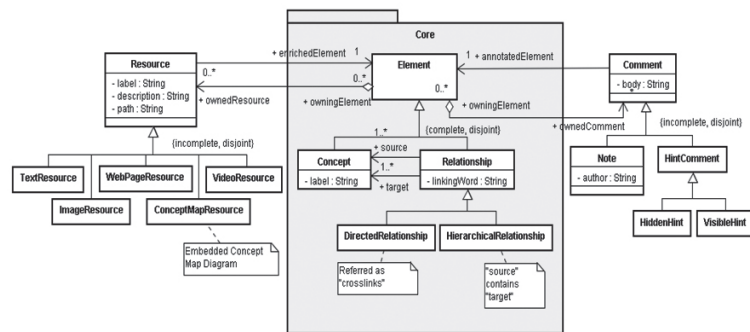 Core
+ enrichedElement
1
1
+ annotatedElement
Resource
- label : String
- description : String
- path : String
0..*
+ ownedResource
0..*
+ owningElement
Element
0..*
+ owningElement
Comment
- body : String
*
+ ownedComment
{incomplete, disjoint}
{complete, disjoint}
{incomplete, disjoint}
1..*
+ source
Concept
- label : String
1..*
+ target
Relationship
- linkingWord : String
Note
- author : String
HintComment
TextResource
WebPageResource
VideoResource
ImageResource
ConceptMapResource
HiddenHint
VisibleHint
DirectedRelationship
HierarchicalRelationship
Embedded Concept
Map Diagram
Referred as
"crosslinks"
"source"
contains
"target"